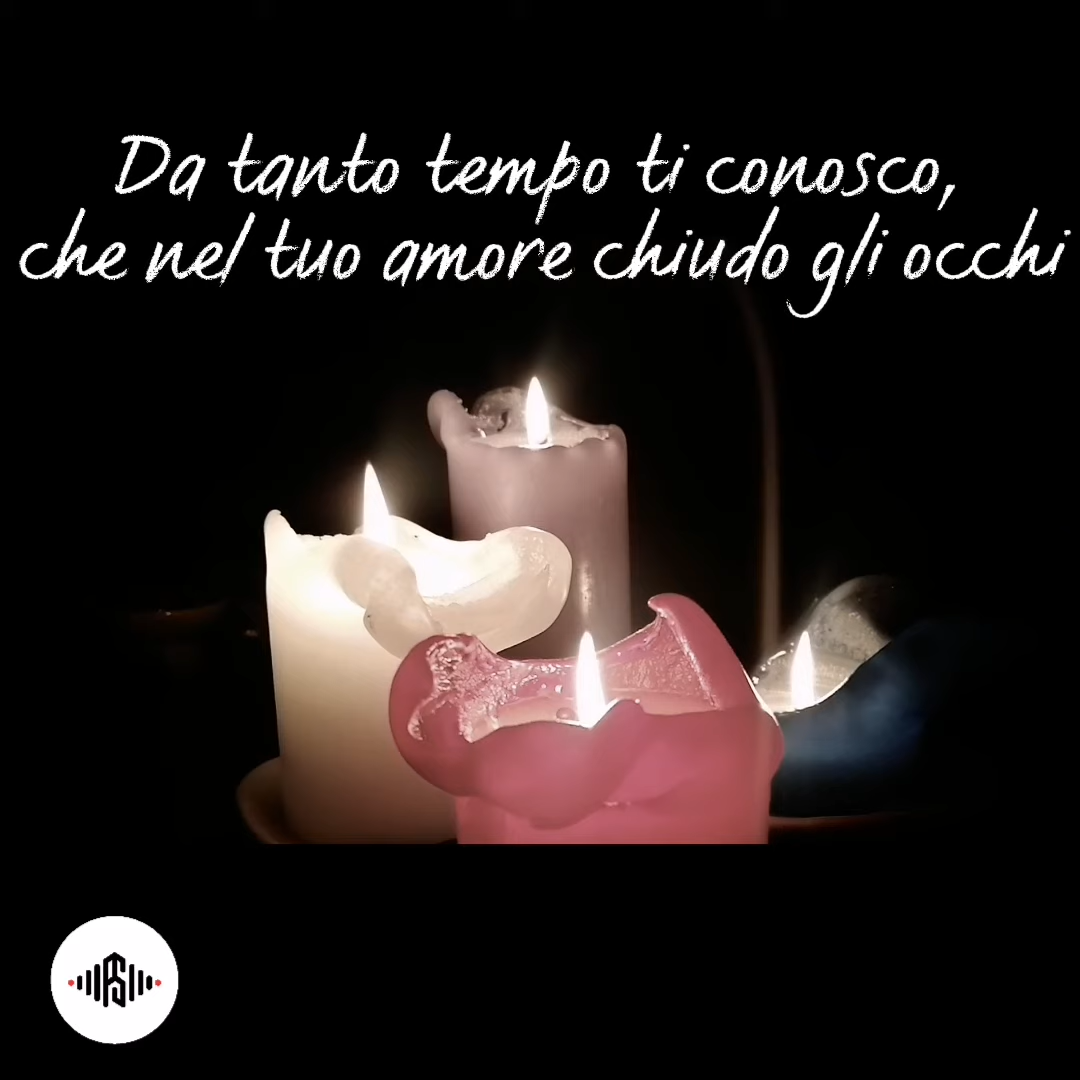 Da tanto tempo ti conosco,
che nel tuo amore chiudo gli occhi